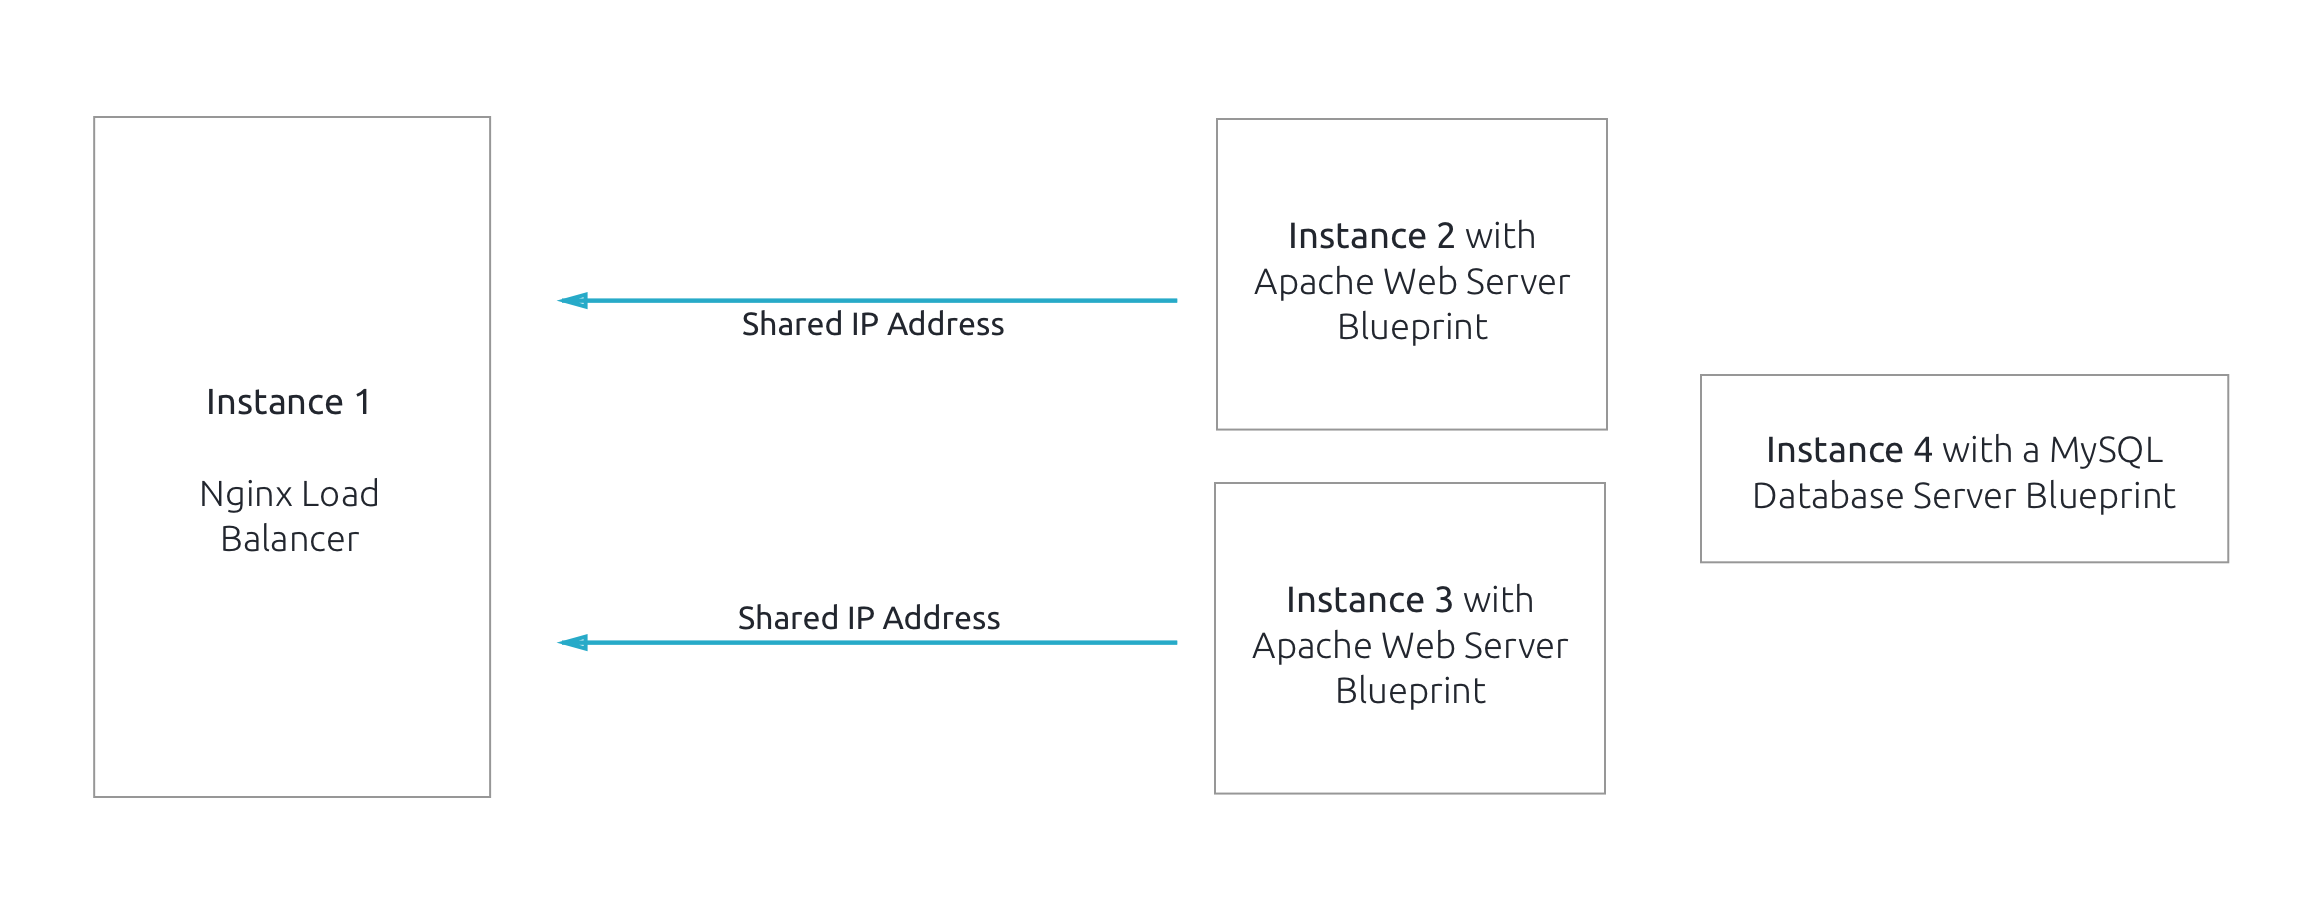 Instance 1
Nginx Load
Balancer
Shared IP Address
Shared IP Address
Instance 2 with
Apache Web Server
Blueprint
Instance 3 with
Apache Web Server
Blueprint
Instance 4 with a MySQL
Database Server Blueprint